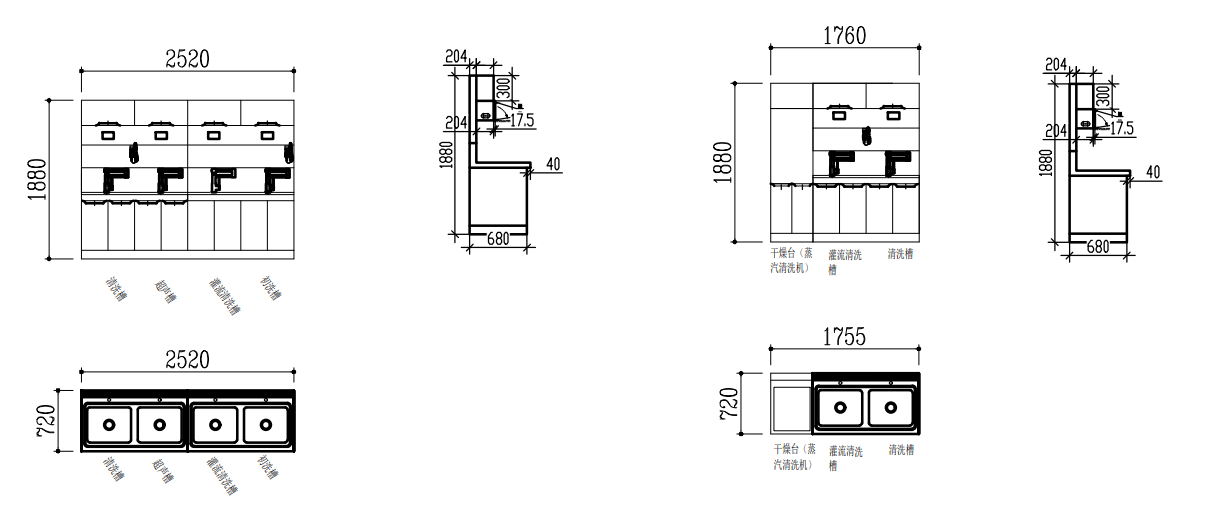 2520
204
300
1880
204
17.5
1880
40
680
清洗槽
超声槽
灌流清洗槽
初洗槽
2520
720
清洗槽
超声槽
灌流清洗槽
初洗槽
1760
204
300
1880
204
17.5
1880
40
680
干燥台（蒸
汽清洗机）
灌流清洗
槽
清洗槽
1755
720
干燥台（蒸
汽清洗机）
灌流清洗
槽
清洗槽